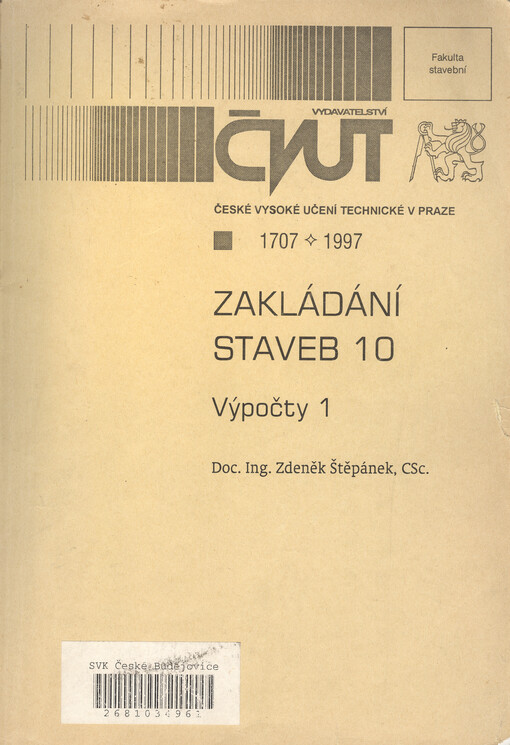 Fakulta
stavební
VYDAVATELSTVÍ
ČVUT
ČESKÉ VYSOKÉ UČENÍ TECHNICKÉ V PRAZE
1707 ✧ 1997
ZAKLÁDÁNÍ
STAVEB 10
Výpočty 1
Doc. Ing. Zdeněk Štěpánek, CSc.
SVK České Budějovice
2681034961